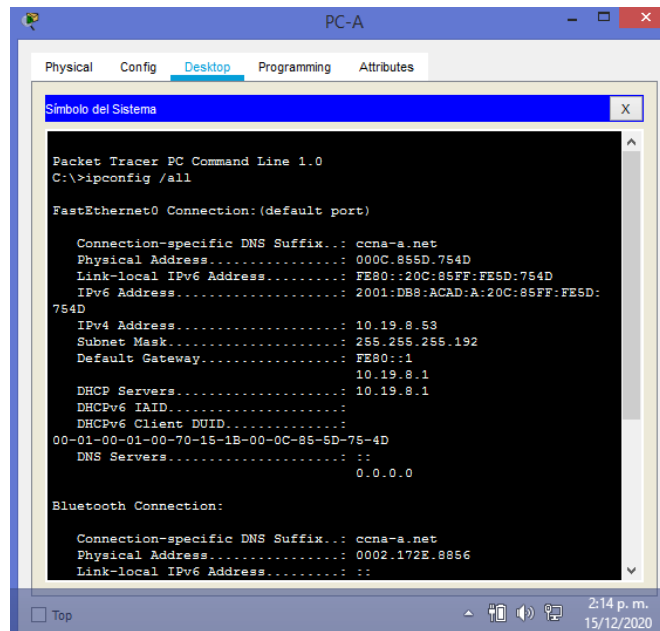 PC-A
Physical Config Desktop Programming Attributes
Símbolo del Sistema X
Packet Tracer PC Command Line 1.0
C:\>ipconfig /all
FastEthernet0 Connection:(default port)
Connection-specific DNS Suffix..: ccna-a.net
Physical Address................: 000C.855D.754D
Link-local IPv6 Address.........: FE80::20C:85FF:FE5D:754D
IPv6 Address....................: 2001:DB8:ACAD:A:20C:85FF:FE5D:
754D
IPv4 Address....................: 10.19.8.53
Subnet Mask.....................: 255.255.255.192
Default Gateway.................: FE80::1
10.19.8.1
DHCP Servers....................: 10.19.8.1
DHCPv6 IAID.....................:
DHCPv6 Client DUID..............:
00-01-00-01-00-70-15-1B-00-0C-85-5D-75-4D
DNS Servers.....................: ::
0.0.0.0
Bluetooth Connection:
Connection-specific DNS Suffix..: ccna-a.net
Physical Address................: 0002.172E.8856
Link-local IPv6 Address.........: ::
Top
2:14 p. m.
15/12/2020